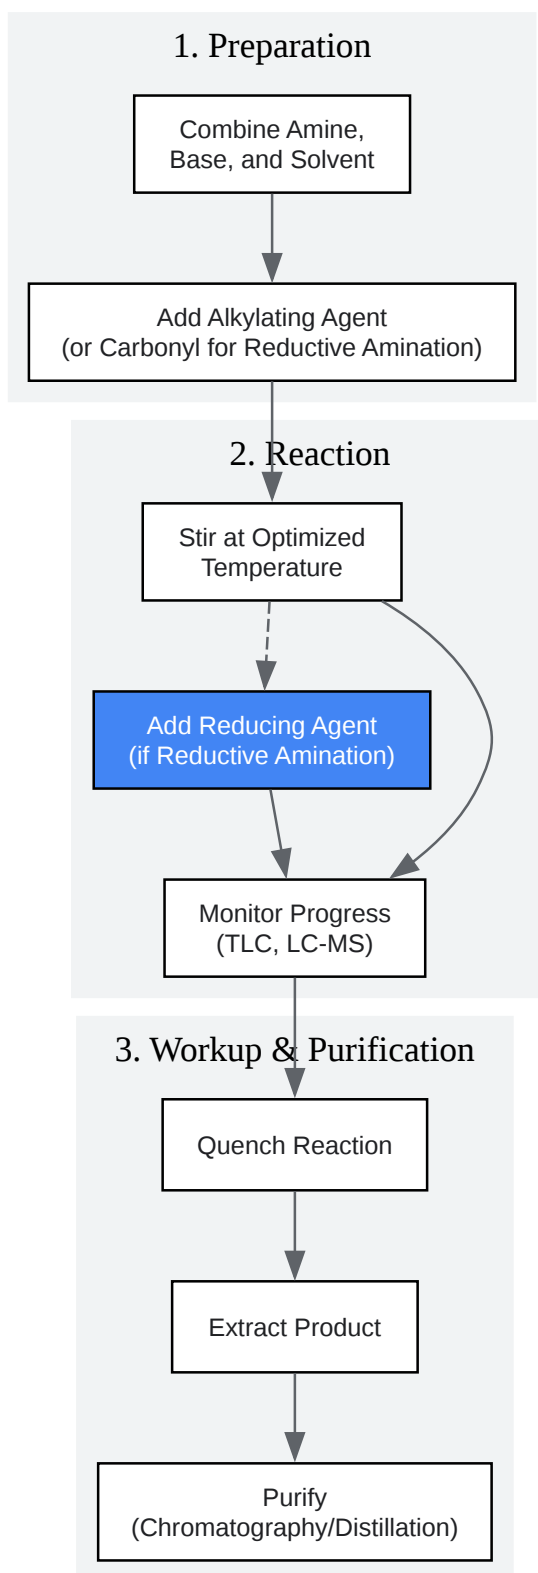 1. Preparation
Combine Amine,
Base, and Solvent
Add Alkylating Agent
(or Carbonyl for Reductive Amination)
2. Reaction
Stir at Optimized
Temperature
Add Reducing Agent
(if Reductive Amination)
Monitor Progress
(TLC, LC-MS)
3. Workup & Purification
Quench Reaction
Extract Product
Purify
(Chromatography/Distillation)